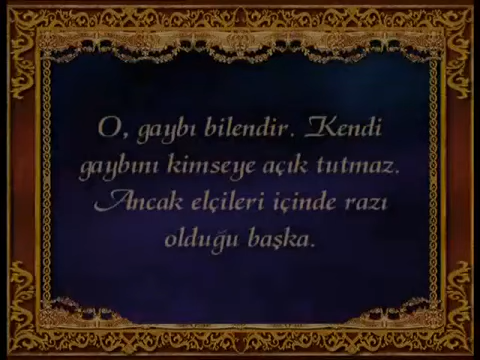 O, gaybı bilendir. Kendi
gaybını kimseye açık tutmaz.
Ancak elçileri içinde razı
olduğu başka.